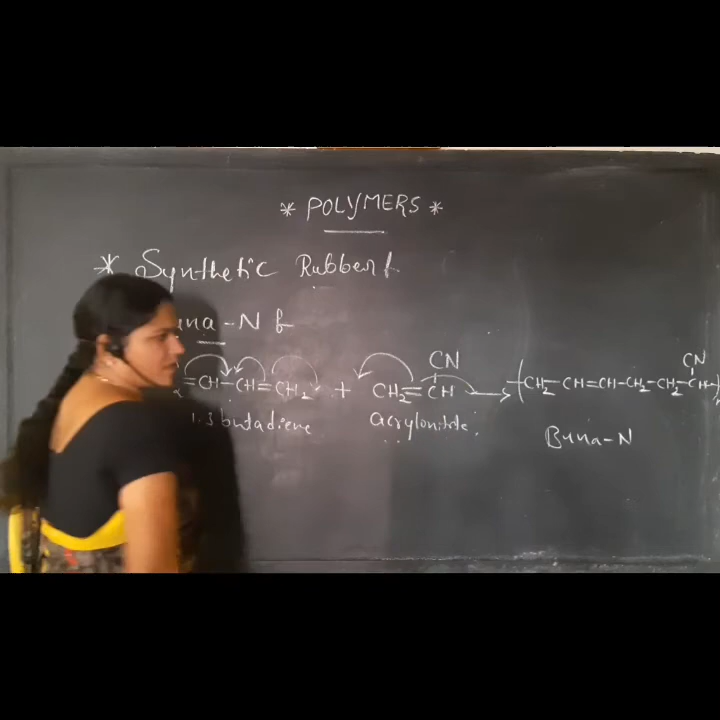 * POLYMERS *
* Synthetic Rubber
una-N
CN CN
=CH-CH=CH2 + CH2=CH → (CH2-CH=CH-CH2-CH2-CH)
1,3 butadiene acrylonitrile
Buna-N